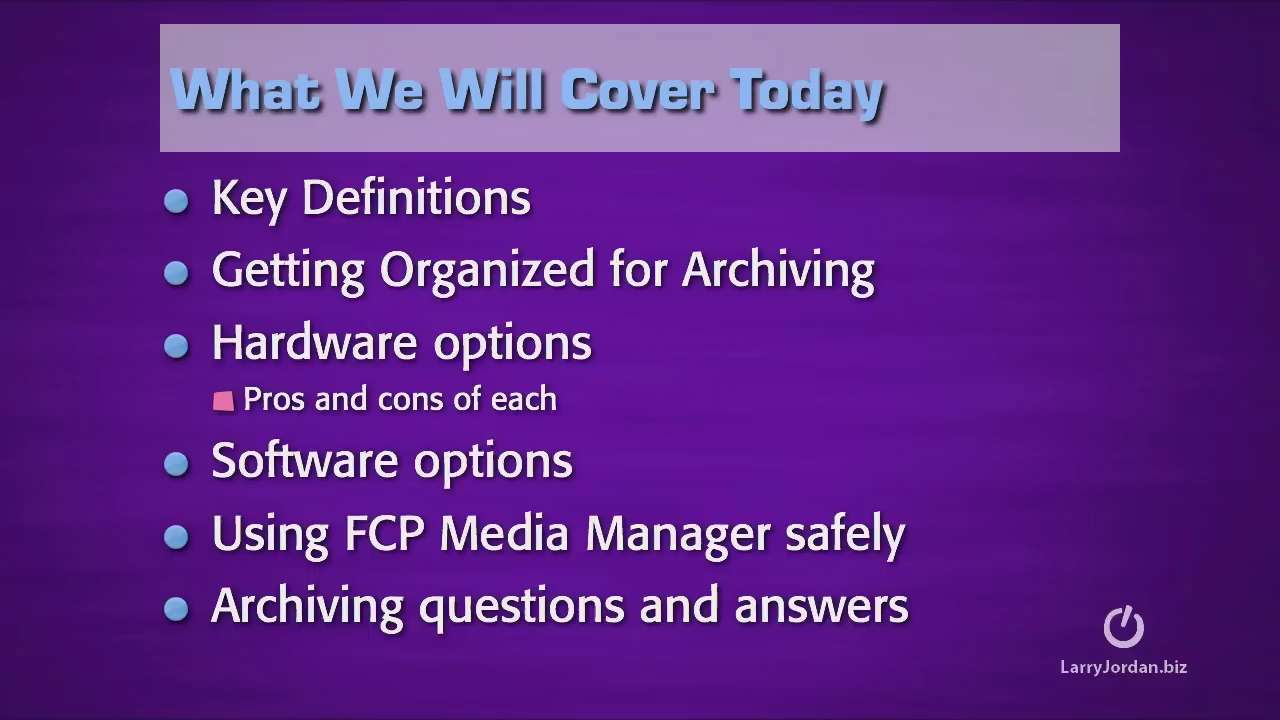 What We Will Cover Today
Key Definitions
Getting Organized for Archiving
Hardware options
Pros and cons of each
Software options
Using FCP Media Manager safely
Archiving questions and answers
LarryJordan.biz